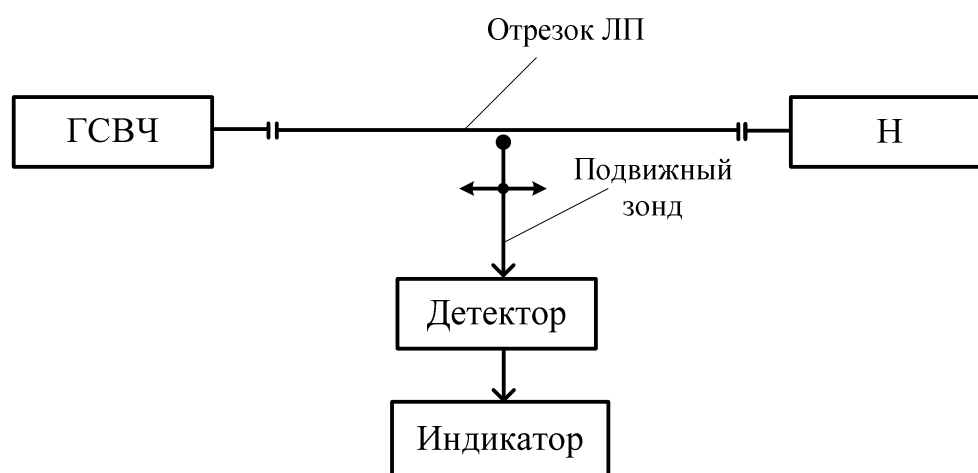 Отрезок ЛП
ГСВЧ
Н
Подвижный
зонд
Детектор
Индикатор